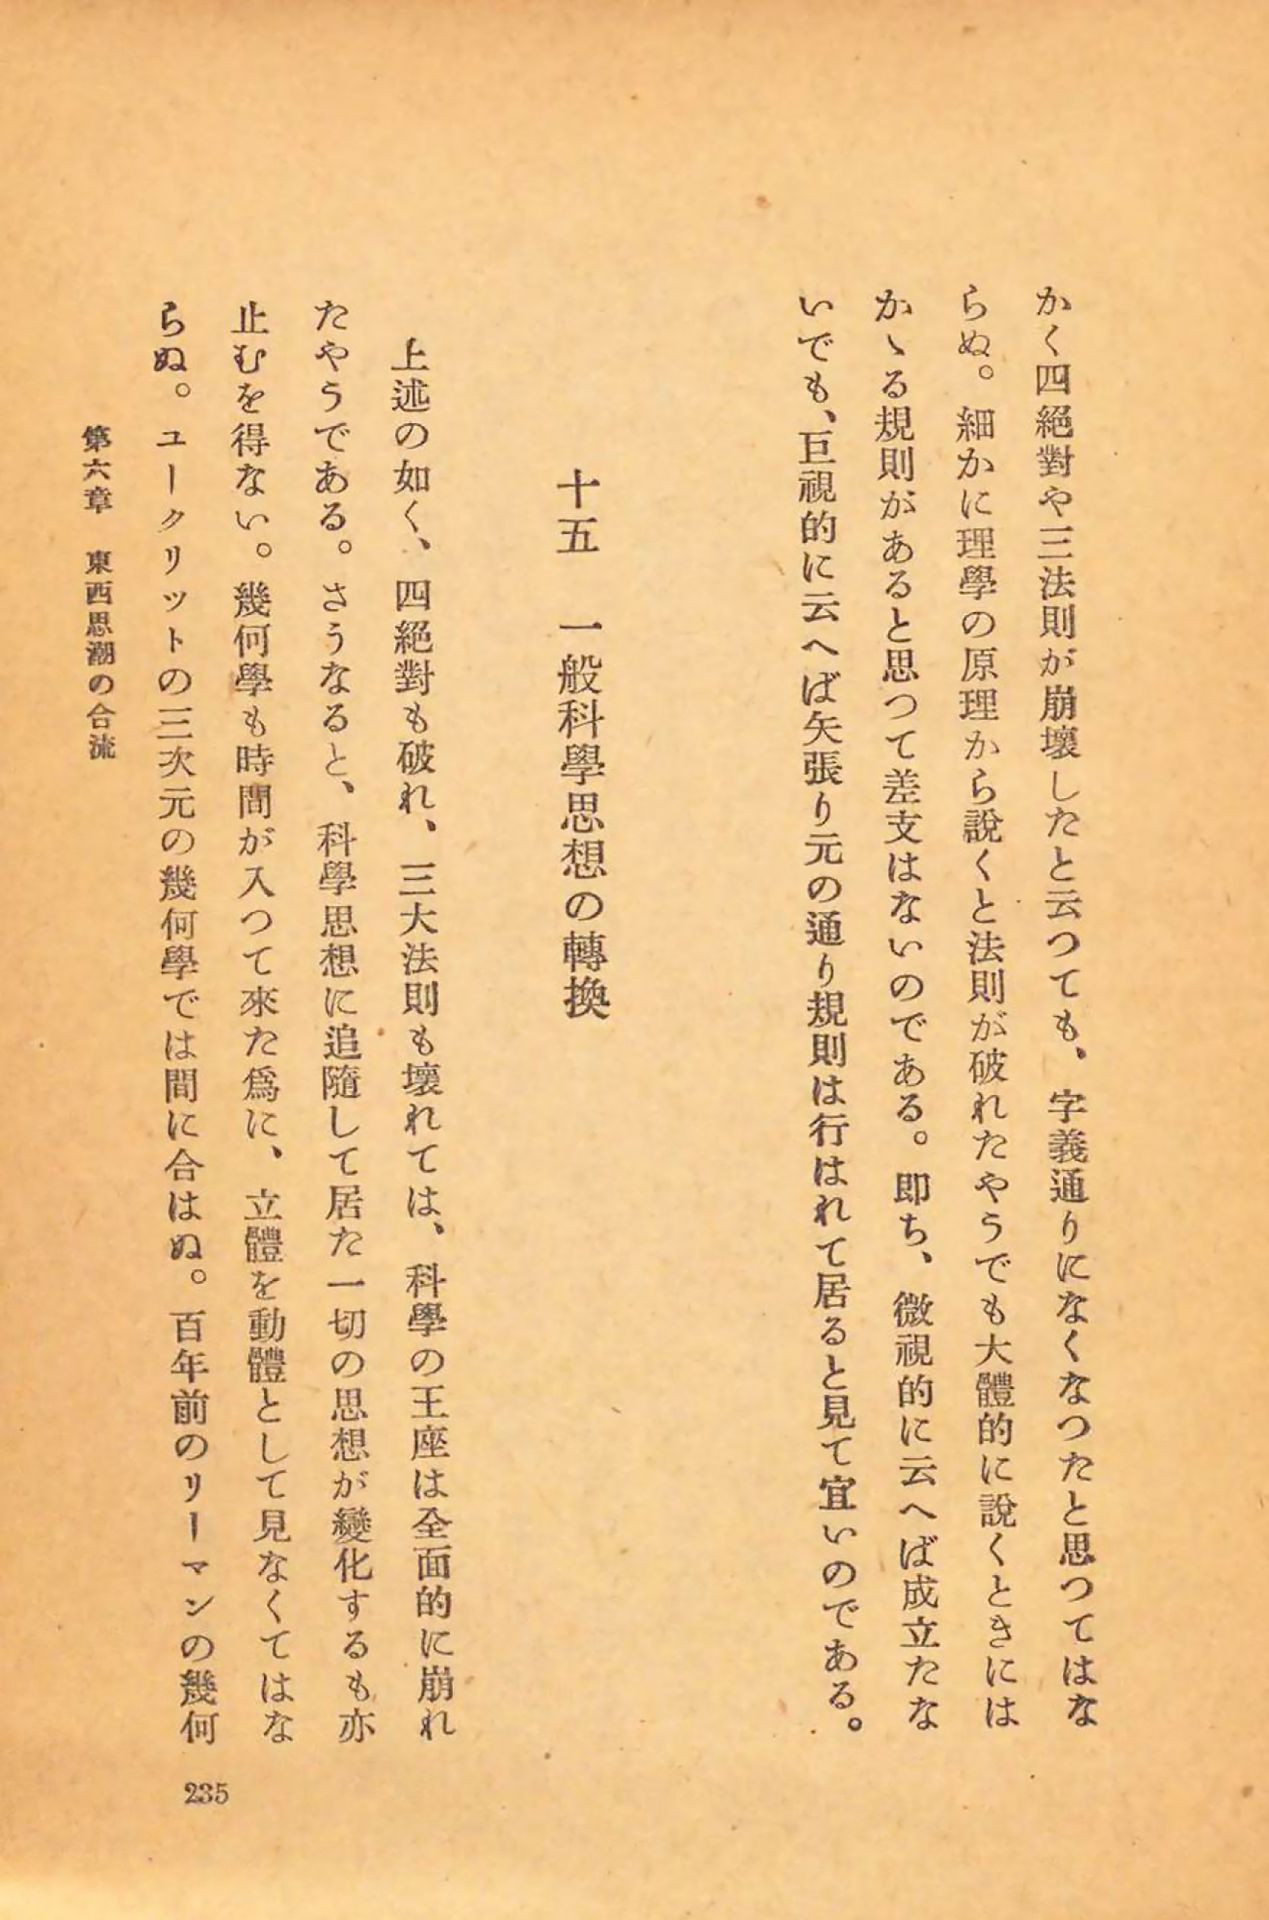 かく四絕對や三法則が崩壞したと云つても、字義通りになくなつたと思つてはな
らぬ。細かに理學の原理から說くと法則が破れたやうでも大體的に說くときには
かゝる規則があると思つて差支はないのである。卽ち、微視的に云へば成立たな
いでも、巨視的に云へば矢張り元の通り規則は行はれて居ると見て宜いのである。
十五　一般科學思想の轉換
上述の如く、四絕對も破れ、三大法則も壞れては、科學の王座は全面的に崩れ
たやうである。さうなると、科學思想に追隨して居た一切の思想が變化するも亦
止むを得ない。幾何學も時間が入つて來た爲に、立體を動體として見なくてはな
らぬ。ユークリットの三次元の幾何學では間に合はぬ。百年前のリーマンの幾何
第六章　東西思潮の合流
235